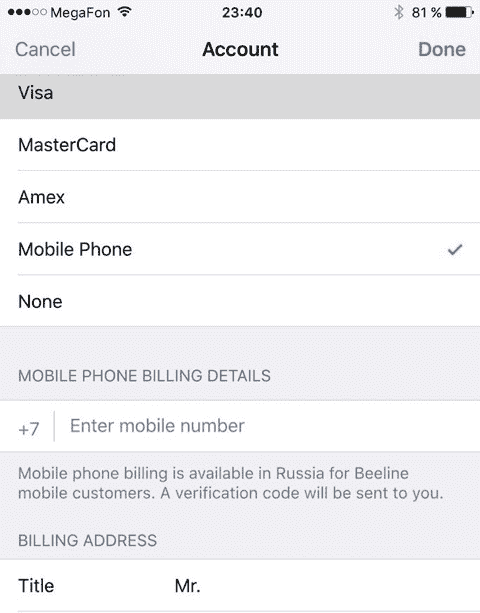 MegaFon 23:40 81 %
Cancel Account Done
Visa
MasterCard
Amex
Mobile Phone
None
MOBILE PHONE BILLING DETAILS
+7 Enter mobile number
Mobile phone billing is available in Russia for Beeline
mobile customers. A verification code will be sent to you.
BILLING ADDRESS
Title Mr.